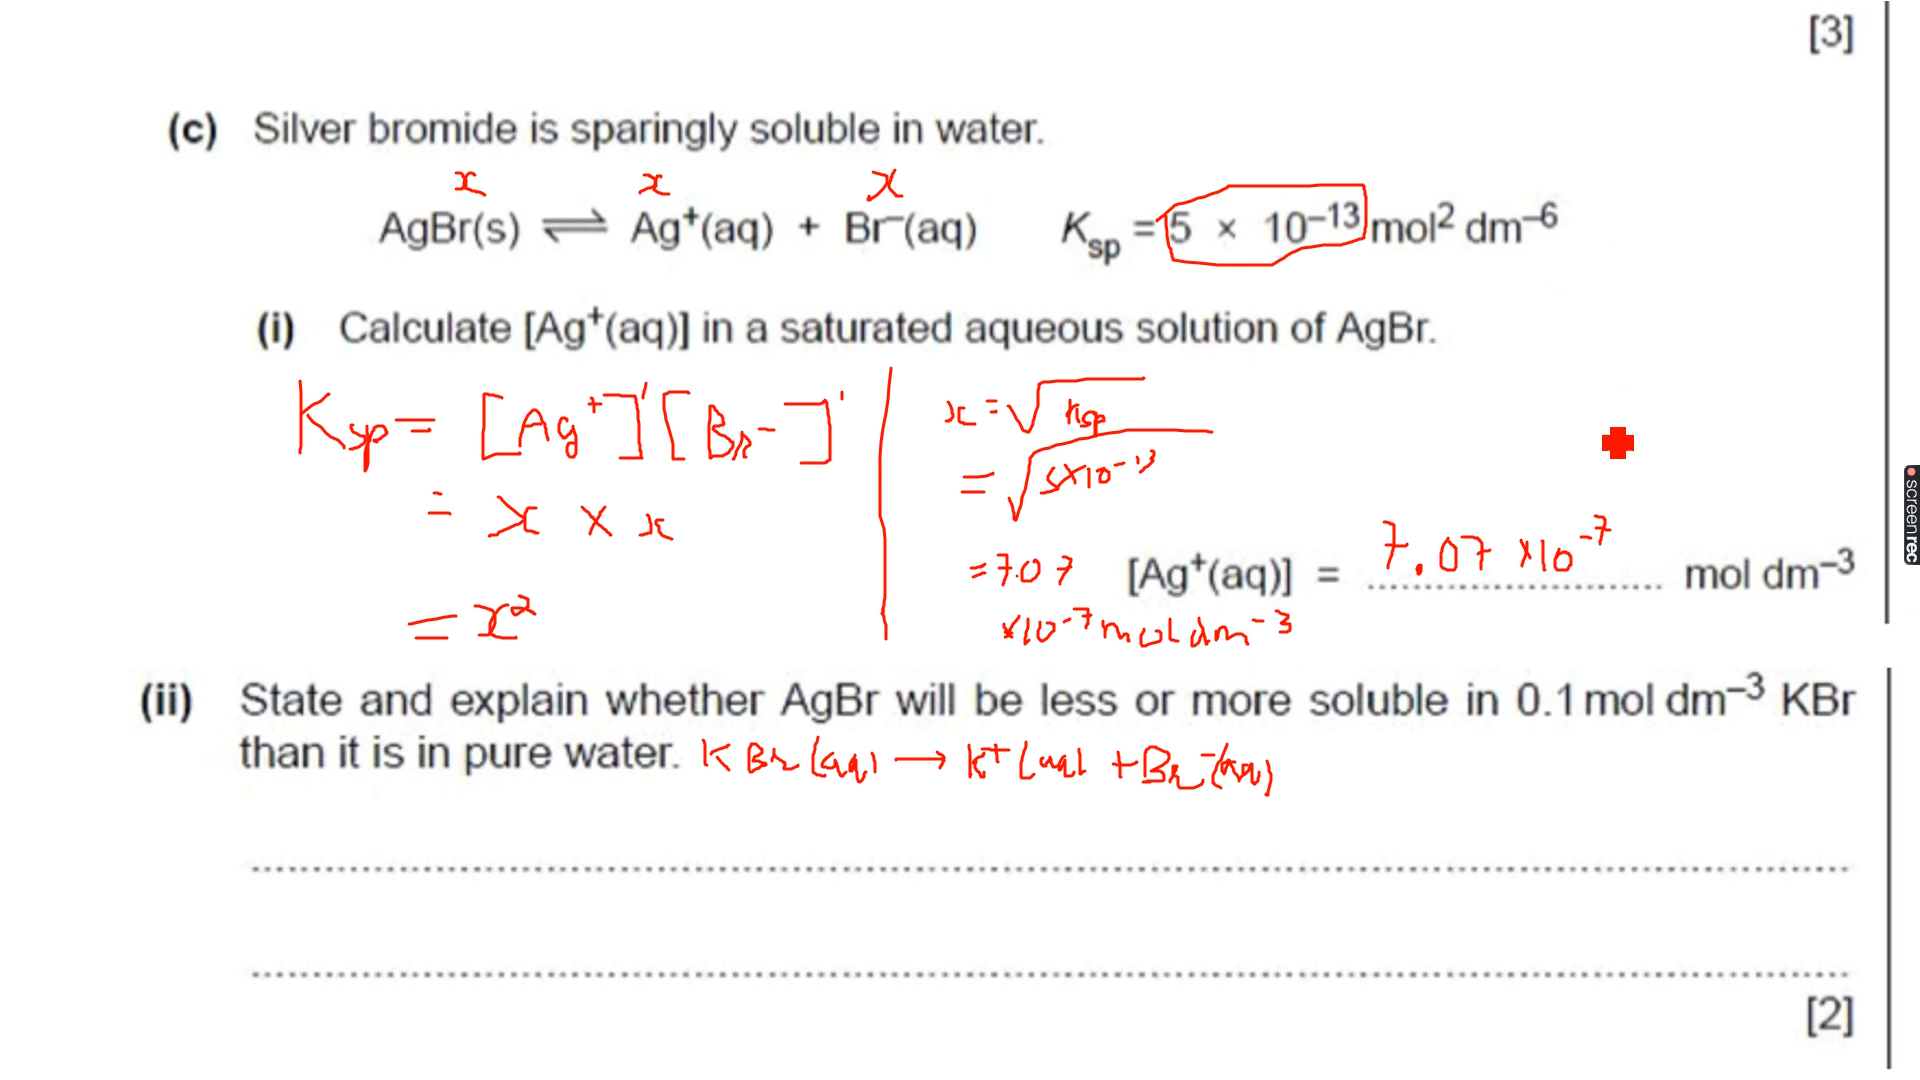 [3]
(c) Silver bromide is sparingly soluble in water.
x x x
AgBr(s) ⇌ Ag⁺(aq) + Br⁻(aq) Ksp = 5 × 10⁻¹³ mol² dm⁻⁶
(i) Calculate [Ag⁺(aq)] in a saturated aqueous solution of AgBr.
Ksp = [Ag⁺]' [Br⁻]'
= x × x
= x²
x = √Ksp
= √5×10⁻¹³
= 7.07
×10⁻⁷ mol dm⁻³
[Ag⁺(aq)] = 7.07 ×10⁻⁷ mol dm⁻³
(ii) State and explain whether AgBr will be less or more soluble in 0.1 mol dm⁻³ KBr
than it is in pure water. KBr (aq) → K⁺(aq) + Br⁻(aq)
[2]
screenrec